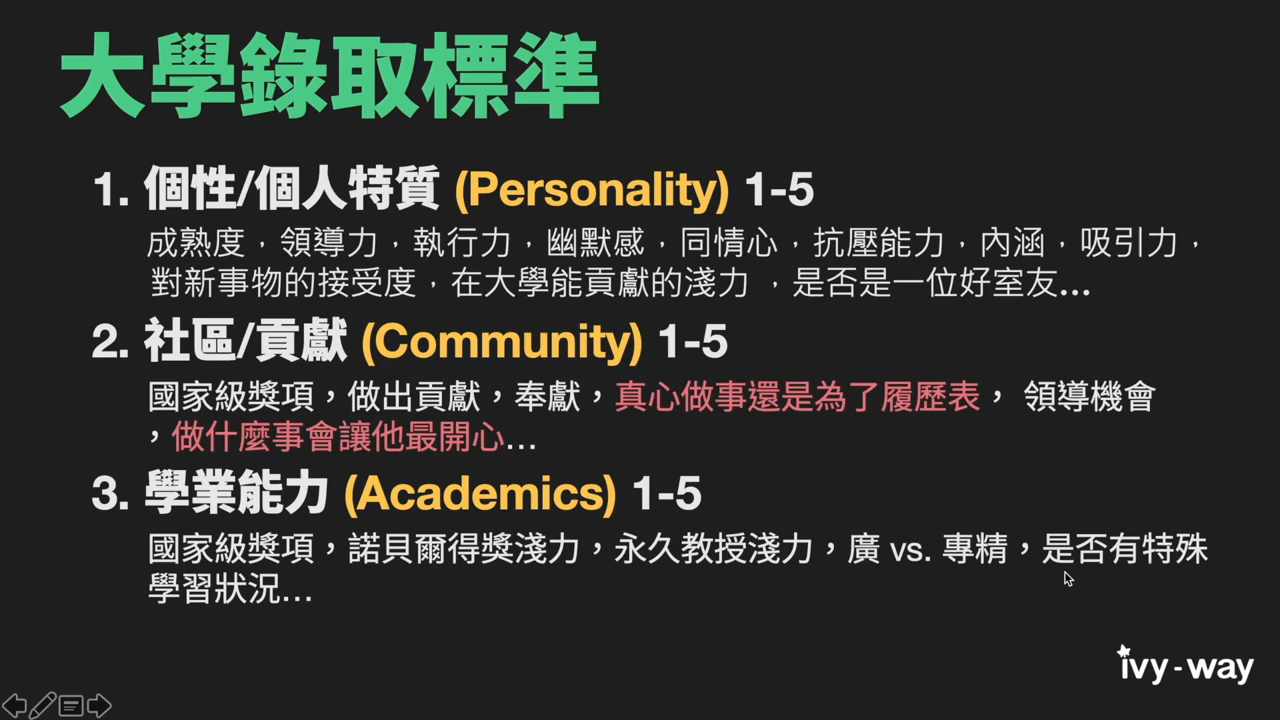 大學錄取標準
1. 個性/個人特質 (Personality) 1-5
成熟度，領導力，執行力，幽默感，同情心，抗壓能力，內涵，吸引力，
對新事物的接受度，在大學能貢獻的淺力 ，是否是一位好室友...
2. 社區/貢獻 (Community) 1-5
國家級獎項，做出貢獻，奉獻，真心做事還是為了履歷表， 領導機會
，做什麼事會讓他最開心...
3. 學業能力 (Academics) 1-5
國家級獎項，諾貝爾得獎淺力，永久教授淺力，廣 vs. 專精，是否有特殊
學習狀況...
ivy-way